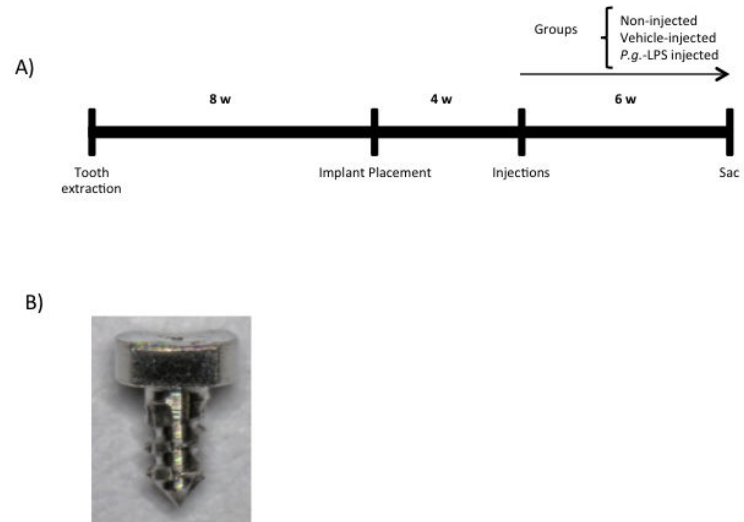 Groups
Non-injected
Vehicle-injected
P.g.-LPS injected
A)
8 w
4 w
6 w
Tooth
extraction
Implant Placement
Injections
Sac
B)